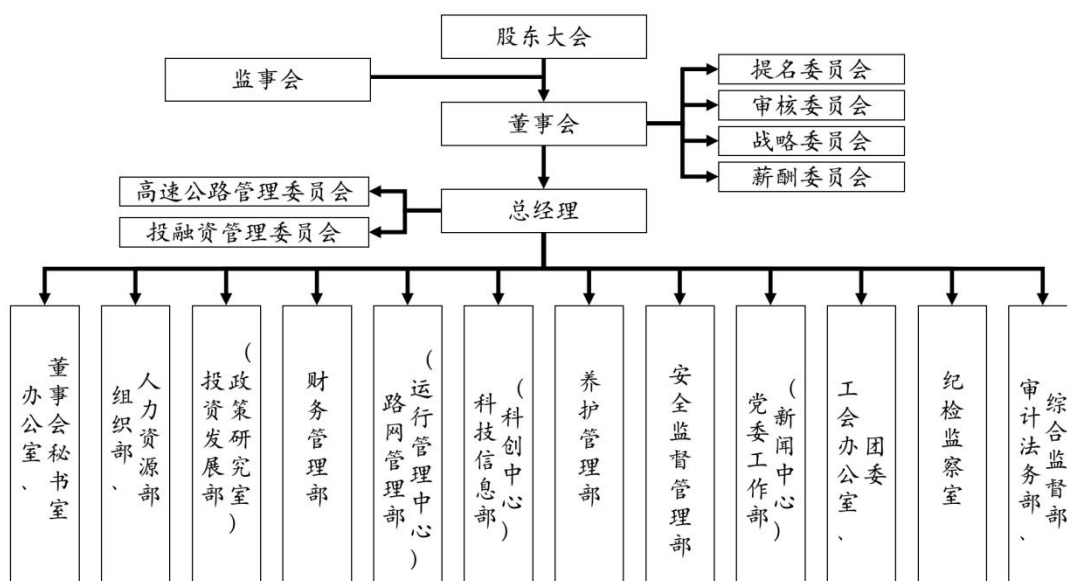 股东大会
监事会
提名委员会
审核委员会
董事会
战略委员会
薪酬委员会
高速公路管理委员会
总经理
投融资管理委员会
办公室、
董事会秘书室
组织部、
人力资源部
投资发展部
（政策研究室）
财务管理部
路网管理部
（运行管理中心）
科技信息部
（科创中心）
养护管理部
安全监督管理部
党委工作部
（新闻中心）
工会办公室、
团委
纪检监察室
审计法务部、
综合监督部